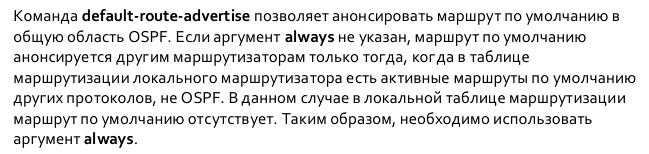 Команда default-route-advertise позволяет анонсировать маршрут по умолчанию в
общую область OSPF. Если аргумент always не указан, маршрут по умолчанию
анонсируется другим маршрутизаторам только тогда, когда в таблице
маршрутизации локального маршрутизатора есть активные маршруты по умолчанию
других протоколов, не OSPF. В данном случае в локальной таблице маршрутизации
маршрут по умолчанию отсутствует. Таким образом, необходимо использовать
аргумент always.